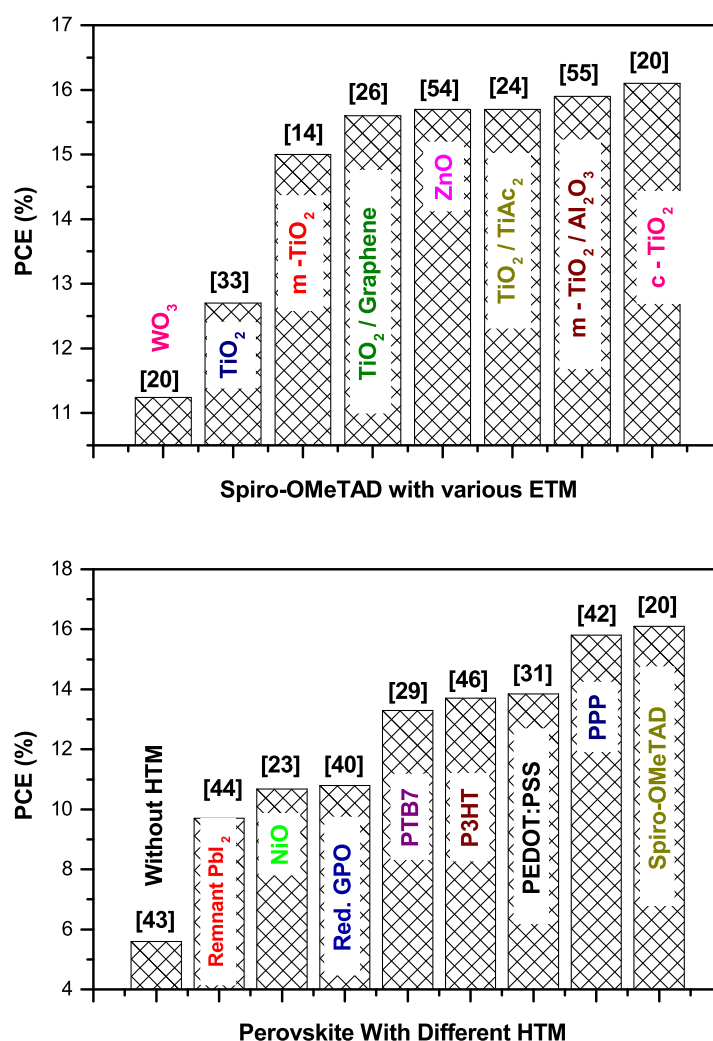 17
16
15
14
13
12
11
PCE (%)
[20]
WO₃
[33]
TiO₂
[14]
m -TiO₂
[26]
TiO₂ / Graphene
[54]
ZnO
[24]
TiO₂ / TiAc₂
[55]
m - TiO₂ / Al₂O₃
[20]
c - TiO₂
Spiro-OMeTAD with various ETM
18
16
14
12
10
8
6
4
PCE (%)
[43]
Without HTM
[44]
Remnant PbI₂
[23]
NiO
[40]
Red. GPO
[29]
PTB7
[46]
P3HT
[31]
PEDOT:PSS
[42]
PPP
[20]
Spiro-OMeTAD
Perovskite With Different HTM